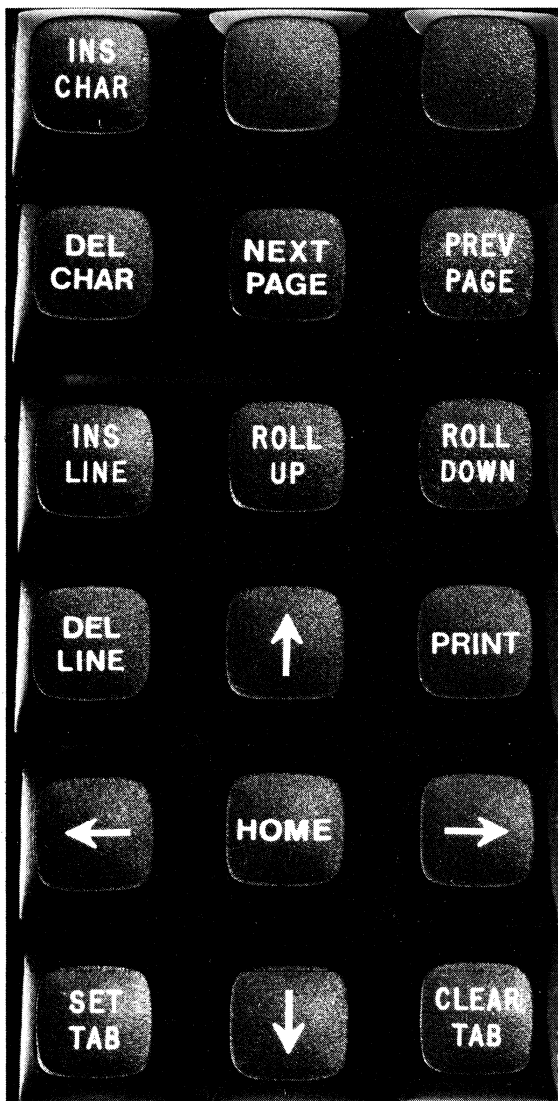 INS
CHAR
DEL
CHAR
NEXT
PAGE
PREV
PAGE
INS
LINE
ROLL
UP
ROLL
DOWN
DEL
LINE
↑
PRINT
←
HOME
→
SET
TAB
↓
CLEAR
TAB